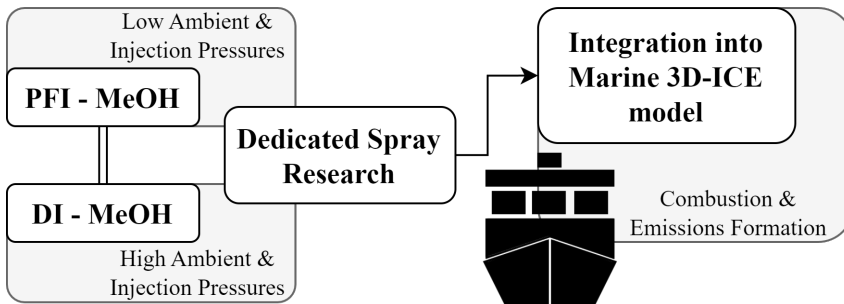 Low Ambient &
Injection Pressures
PFI - MeOH
DI - MeOH
High Ambient &
Injection Pressures
Dedicated Spray
Research
Integration into
Marine 3D-ICE
model
Combustion &
Emissions Formation